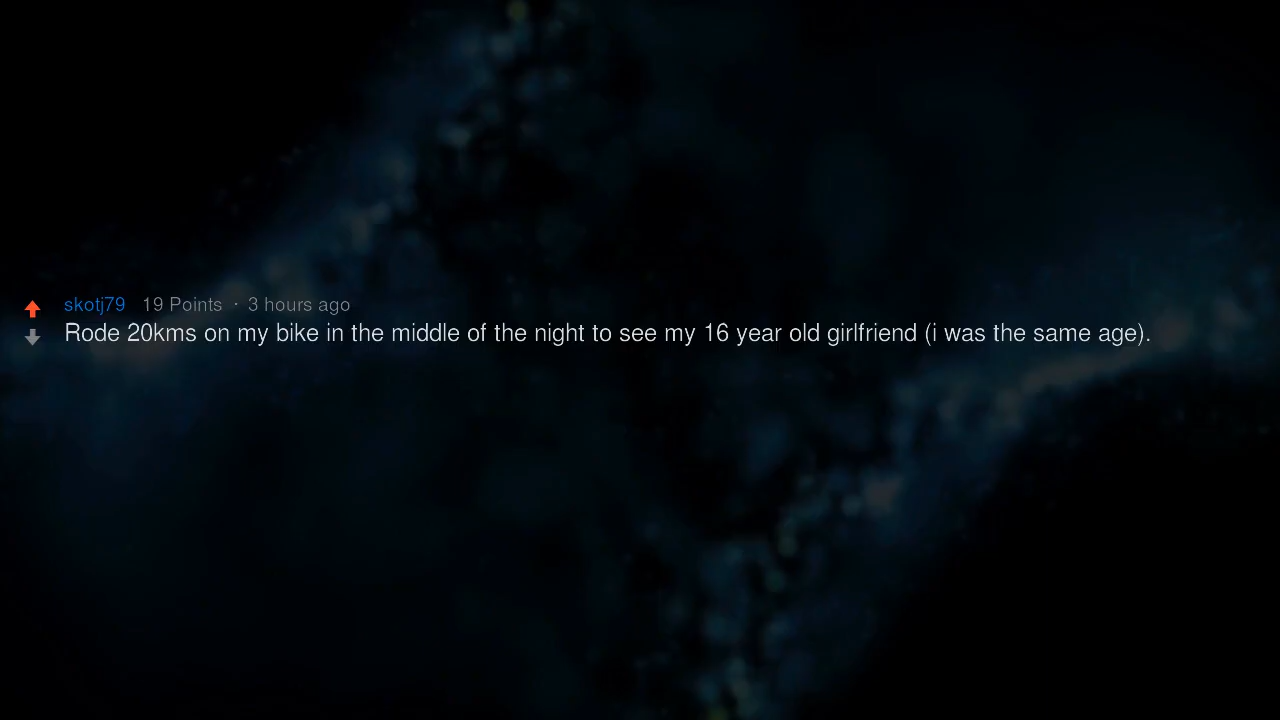 skotj79 19 Points · 3 hours ago
Rode 20kms on my bike in the middle of the night to see my 16 year old girlfriend (i was the same age).